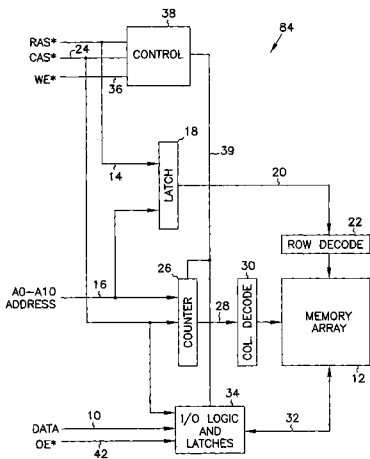 38
84
RAS*
24
CAS*
CONTROL
36
WE*
18
39
20
LATCH
14
22
ROW DECODE
26
30
A0-A10
ADDRESS
16
COUNTER
28
COL. DECODE
MEMORY
ARRAY
12
34
10
DATA
I/O LOGIC
AND
LATCHES
32
OE*
42